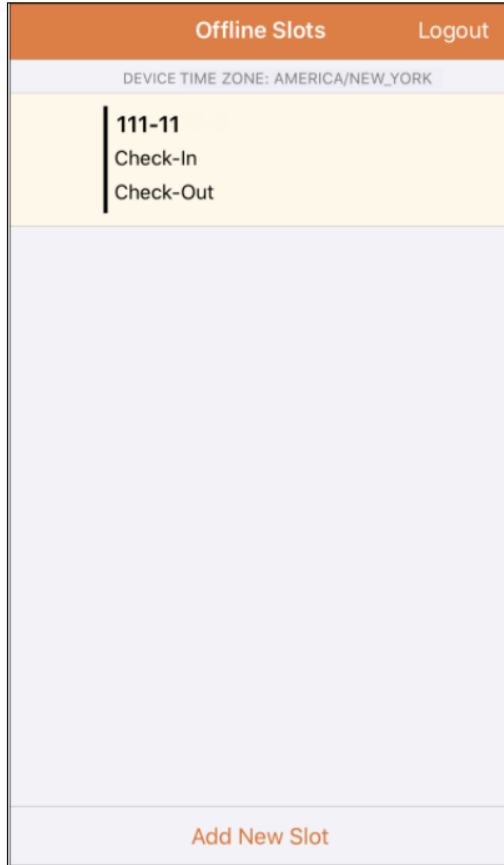 Offline Slots Logout
DEVICE TIME ZONE: AMERICA/NEW_YORK
111-11
Check-In
Check-Out
Add New Slot